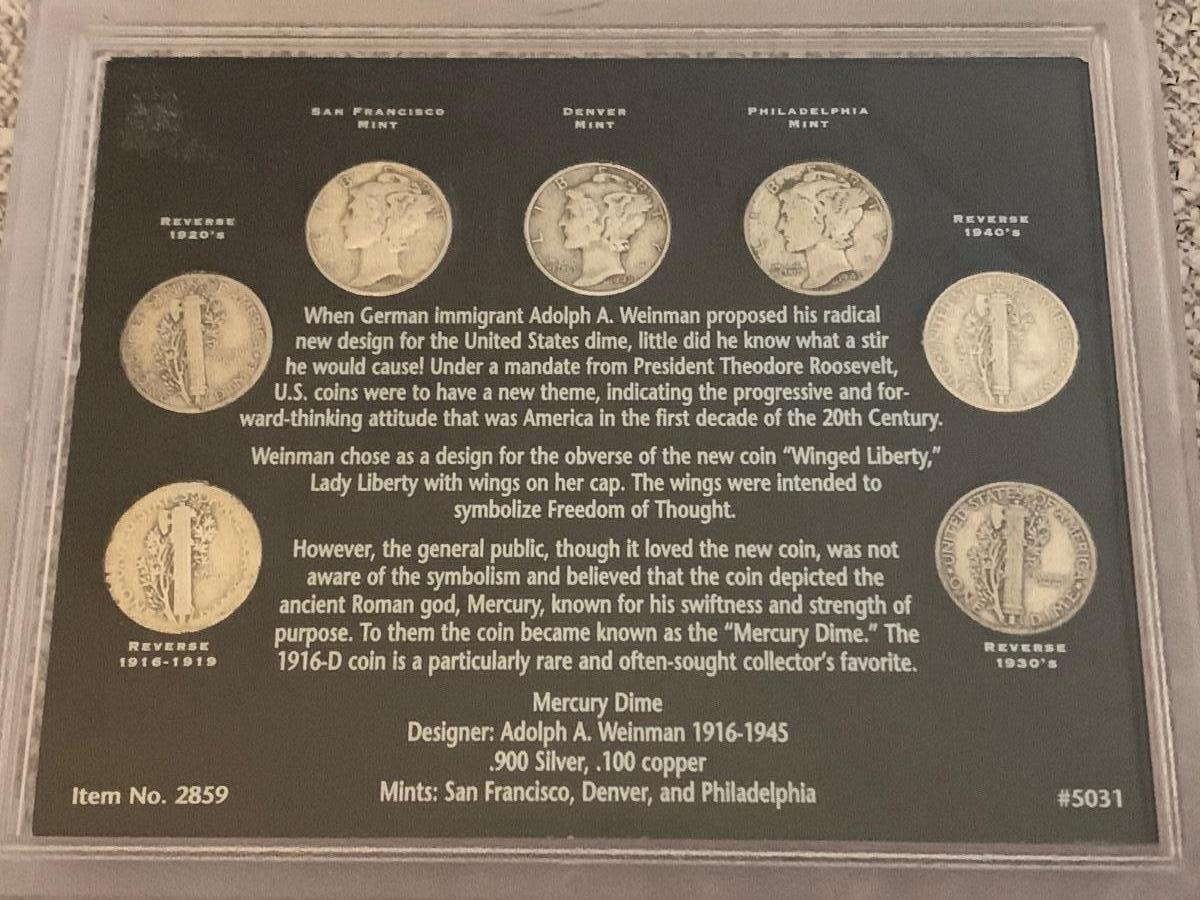 SAN FRANCISCO
MINT
DENVER
MINT
PHILADELPHIA
MINT
REVERSE
1920's
REVERSE
1940's
When German immigrant Adolph A. Weinman proposed his radical
new design for the United States dime, little did he know what a stir
he would cause! Under a mandate from President Theodore Roosevelt,
U.S. coins were to have a new theme, indicating the progressive and for-
ward-thinking attitude that was America in the first decade of the 20th Century.
Weinman chose as a design for the obverse of the new coin “Winged Liberty,”
Lady Liberty with wings on her cap. The wings were intended to
symbolize Freedom of Thought.
However, the general public, though it loved the new coin, was not
aware of the symbolism and believed that the coin depicted the
ancient Roman god, Mercury, known for his swiftness and strength of
purpose. To them the coin became known as the “Mercury Dime.” The
1916-D coin is a particularly rare and often-sought collector's favorite.
UNITED STATES OF AMERICA
ONE DIME
REVERSE
1916-1919
REVERSE
1930's
Mercury Dime
Designer: Adolph A. Weinman 1916-1945
.900 Silver, .100 copper
Mints: San Francisco, Denver, and Philadelphia
Item No. 2859
#5031